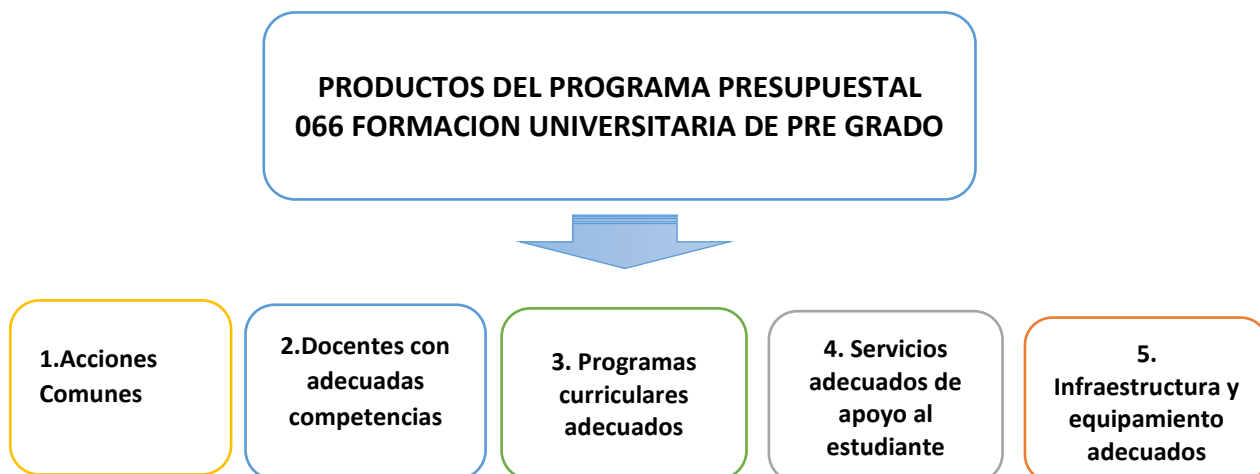 PRODUCTOS DEL PROGRAMA PRESUPUESTAL
066 FORMACION UNIVERSITARIA DE PRE GRADO
1.Acciones
Comunes
2.Docentes con
adecuadas
competencias
3. Programas
curriculares
adecuados
4. Servicios
adecuados de
apoyo al
estudiante
5.
Infraestructura y
equipamiento
adecuados